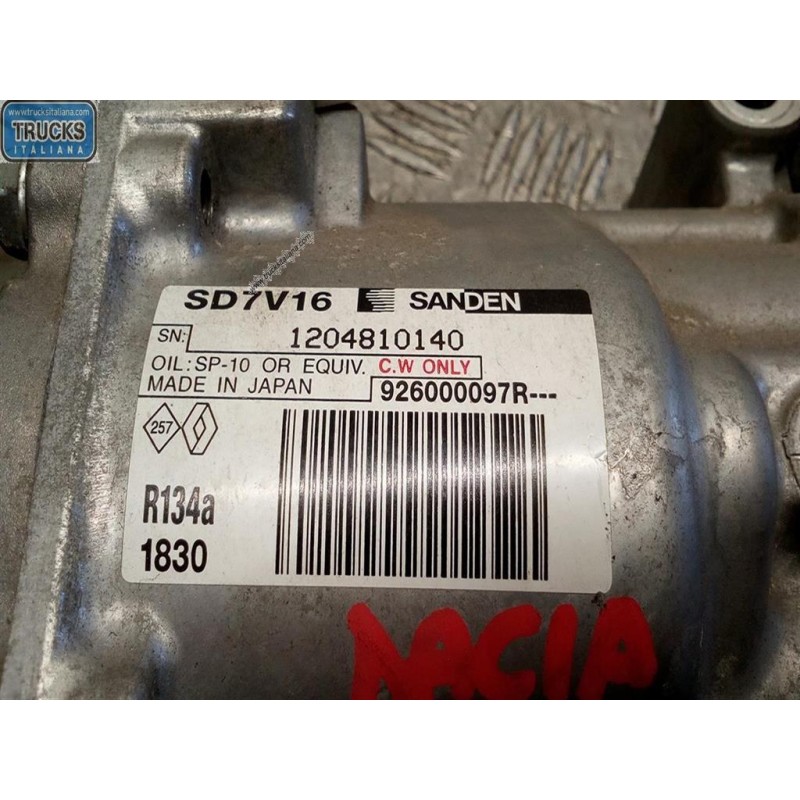 www.trucksitaliana.com
TRUCKS
ITALIANA
SD7V16 SANDEN
SN: 1204810140
OIL: SP-10 OR EQUIV. C.W ONLY
MADE IN JAPAN 926000097R---
257
R134a
1830
DACIA